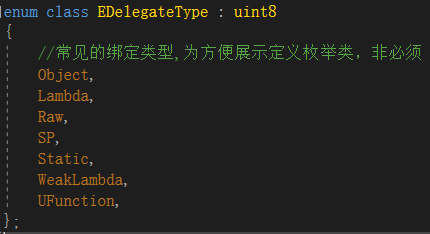 enum class EDelegateType : uint8
{
//常见的绑定类型,为方便展示定义枚举类，非必须
Object,
Lambda,
Raw,
SP,
Static,
WeakLambda,
UFunction,
};